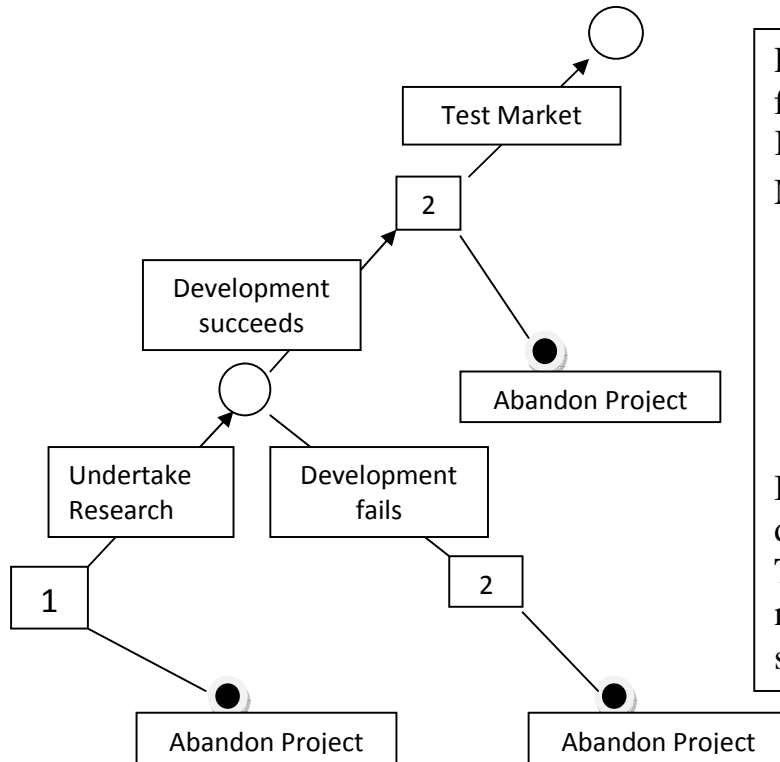 Test Market
2
Development
succeeds
Abandon Project
Undertake
Research
Development
fails
1
2
Abandon Project
Abandon Project